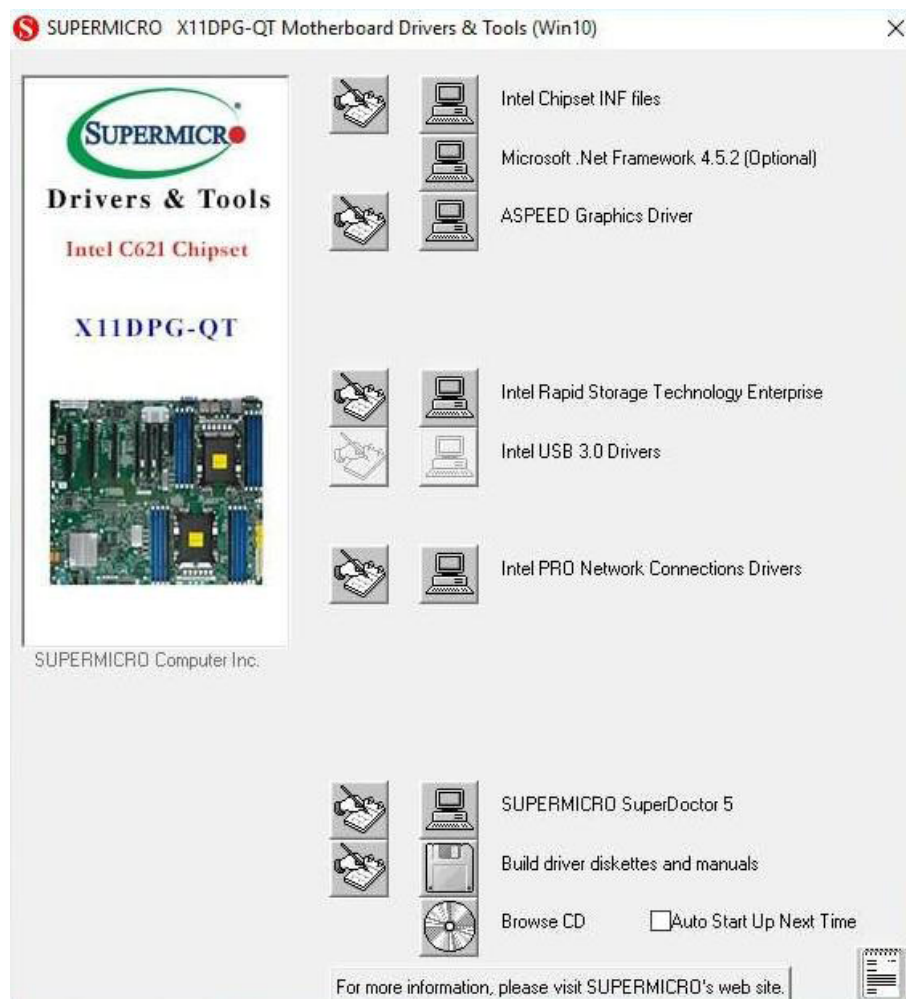 SUPERMICRO X11DPG-QT Motherboard Drivers & Tools (Win10)
SUPERMICRO
Drivers & Tools
Intel C621 Chipset
X11DPG-QT
SUPERMICRO Computer Inc.
Intel Chipset INF files
Microsoft .Net Framework 4.5.2 (Optional)
ASPEED Graphics Driver
Intel Rapid Storage Technology Enterprise
Intel USB 3.0 Drivers
Intel PRO Network Connections Drivers
SUPERMICRO SuperDoctor 5
Build driver diskettes and manuals
Browse CD Auto Start Up Next Time
For more information, please visit SUPERMICRO's web site.